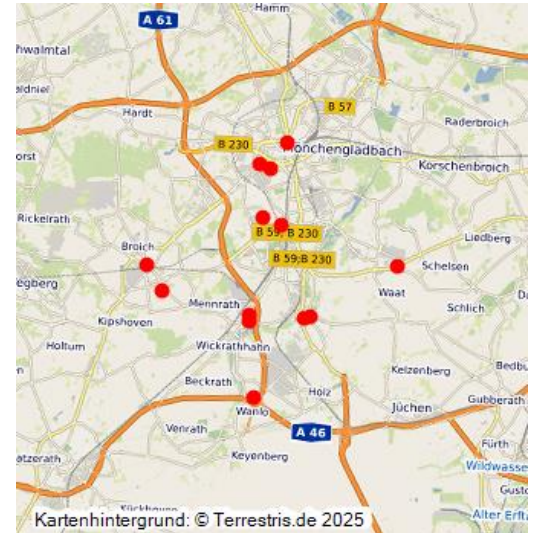 Hamm
A 61
hwalmtal
aldniel
B 57
Hardt
Raderbroich
B 230
Mönchengladbach
orst
Korschenbroich
Rickelrath
B 59; B 230
Liedberg
Broich
B 59;B 230
Schelsen
egberg
Waat
Mennrath
Schlich
Kipshoven
Holtum
Wickrathhahn
Kelzenberg
Bedbu
Beckrath
Holz
Gubberath
Wanlo
Jüchen
Venrath
A 46
Keyenberg
Fürth
atzerath
Wildwasse
Gusto
Kückhoven
Alter Erft
Kartenhintergrund: © Terrestris.de 2025